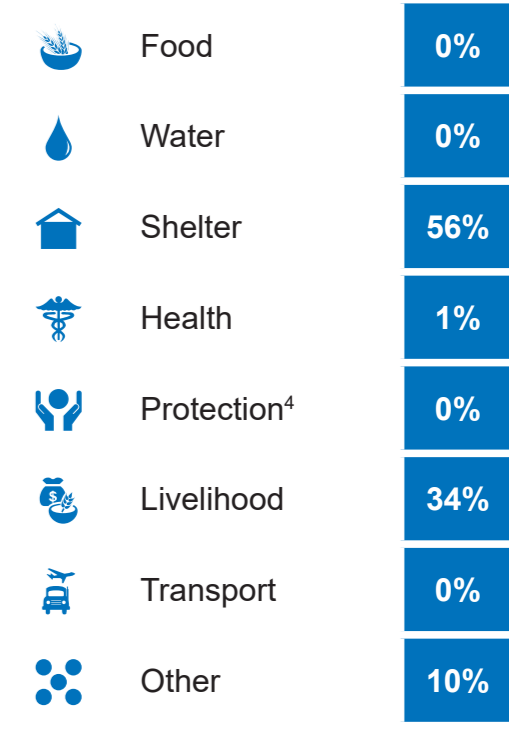 Food 0%
Water 0%
Shelter 56%
Health 1%
Protection⁴ 0%
$ Livelihood 34%
Transport 0%
Other 10%